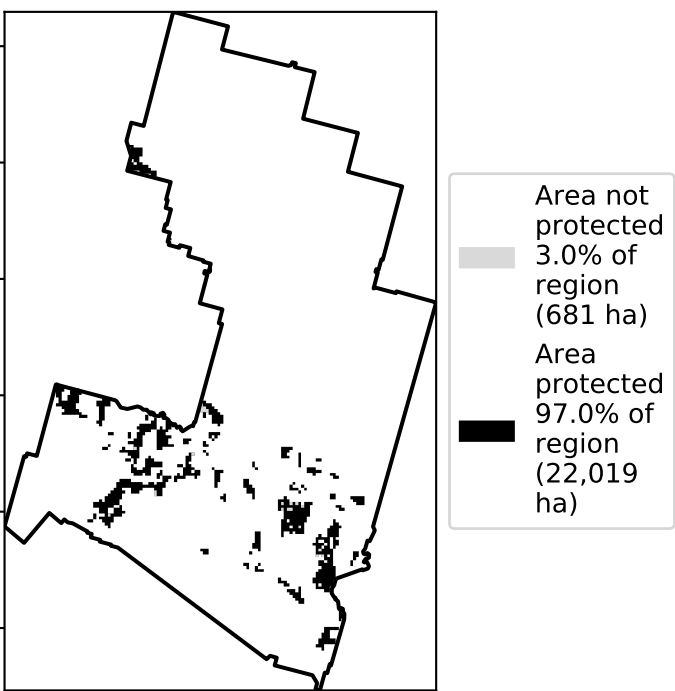 Area not
protected
3.0% of
region
(681 ha)
Area
protected
97.0% of
region
(22,019
ha)